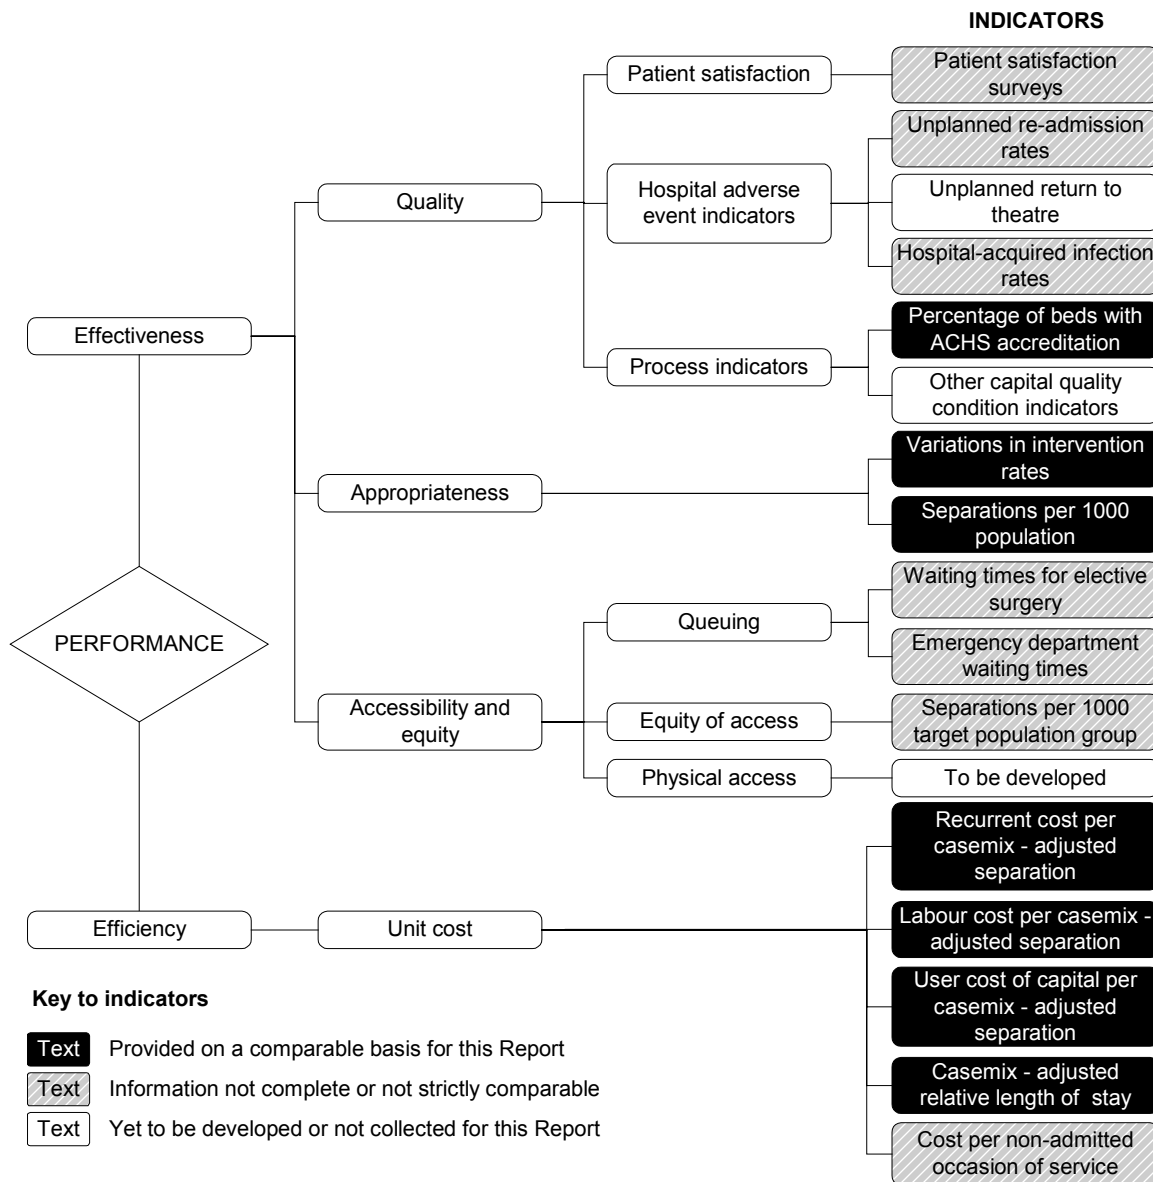 INDICATORS
Patient satisfaction
Patient satisfaction
surveys
Unplanned re-admission
rates
Quality
Hospital adverse
event indicators
Unplanned return to
theatre
Hospital-acquired infection
rates
Effectiveness
Process indicators
Percentage of beds with
ACHS accreditation
Other capital quality
condition indicators
Appropriateness
Variations in intervention
rates
Separations per 1000
population
PERFORMANCE
Accessibility and
equity
Queuing
Waiting times for elective
surgery
Emergency department
waiting times
Equity of access
Separations per 1000
target population group
Physical access
To be developed
Efficiency
Unit cost
Recurrent cost per
casemix - adjusted
separation
Labour cost per casemix -
adjusted separation
User cost of capital per
casemix - adjusted
separation
Casemix - adjusted
relative length of stay
Cost per non-admitted
occasion of service
Key to indicators
Text Provided on a comparable basis for this Report
Text Information not complete or not strictly comparable
Text Yet to be developed or not collected for this Report